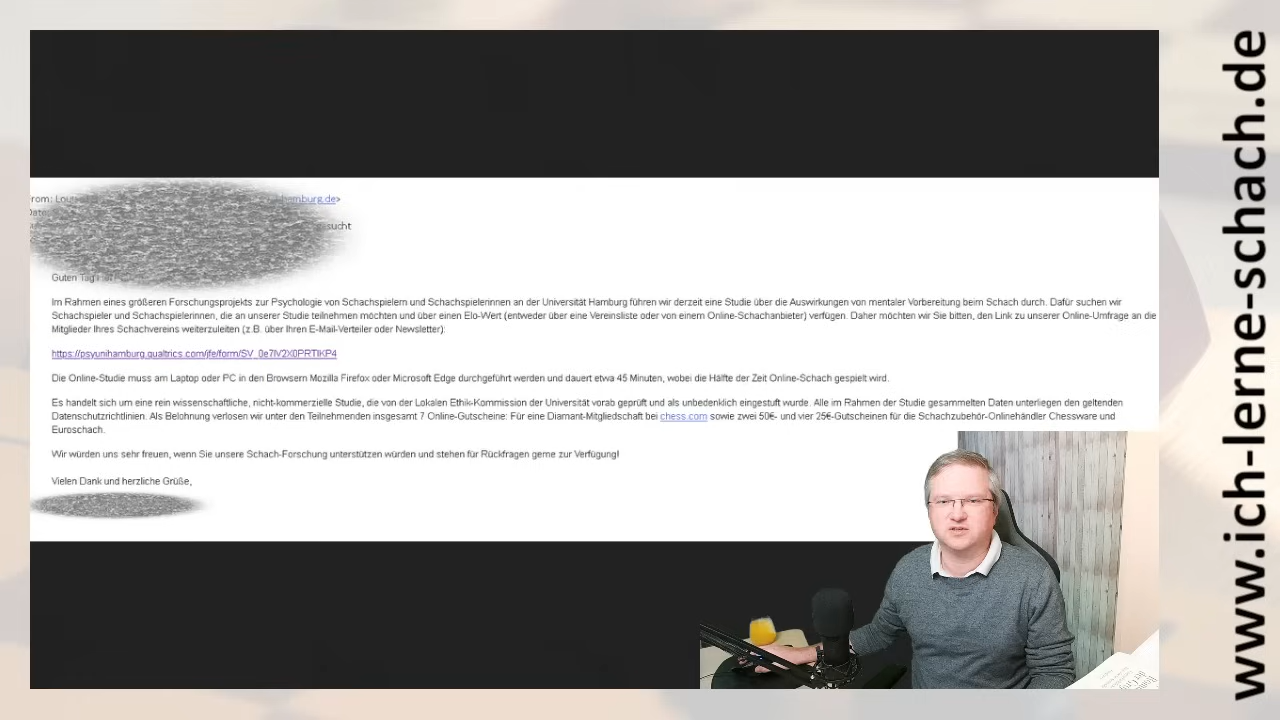 hamburg.de>
sucht
Guten Tag
Im Rahmen eines größeren Forschungsprojekts zur Psychologie von Schachspielern und Schachspielerinnen an der Universität Hamburg führen wir derzeit eine Studie über die Auswirkungen von mentaler Vorbereitung beim Schach durch. Dafür suchen wir
Schachspieler und Schachspielerinnen, die an unserer Studie teilnehmen möchten und über einen Elo-Wert (entweder über eine Vereinsliste oder von einem Online-Schachanbieter) verfügen. Daher möchten wir Sie bitten, den Link zu unserer Online-Umfrage an die
Mitglieder Ihres Schachvereins weiterzuleiten (z.B. über Ihren E-Mail-Verteiler oder Newsletter):
https://psyunihamburg.qualtrics.com/jfe/form/SV_0e7lV2X0PRTIKP4
Die Online-Studie muss am Laptop oder PC in den Browsern Mozilla Firefox oder Microsoft Edge durchgeführt werden und dauert etwa 45 Minuten, wobei die Hälfte der Zeit Online-Schach gespielt wird.
Es handelt sich um eine rein wissenschaftliche, nicht-kommerzielle Studie, die von der Lokalen Ethik-Kommission der Universität vorab geprüft und als unbedenklich eingestuft wurde. Alle im Rahmen der Studie gesammelten Daten unterliegen den geltenden
Datenschutzrichtlinien. Als Belohnung verlosen wir unter den Teilnehmenden insgesamt 7 Online-Gutscheine: Für eine Diamant-Mitgliedschaft bei chess.com sowie zwei 50€- und vier 25€-Gutscheinen für die Schachzubehör-Onlinehändler Chessware und
Euroschach.
Wir würden uns sehr freuen, wenn Sie unsere Schach-Forschung unterstützen würden und stehen für Rückfragen gerne zur Verfügung!
Vielen Dank und herzliche Grüße,
www.ich-lerne-schach.de